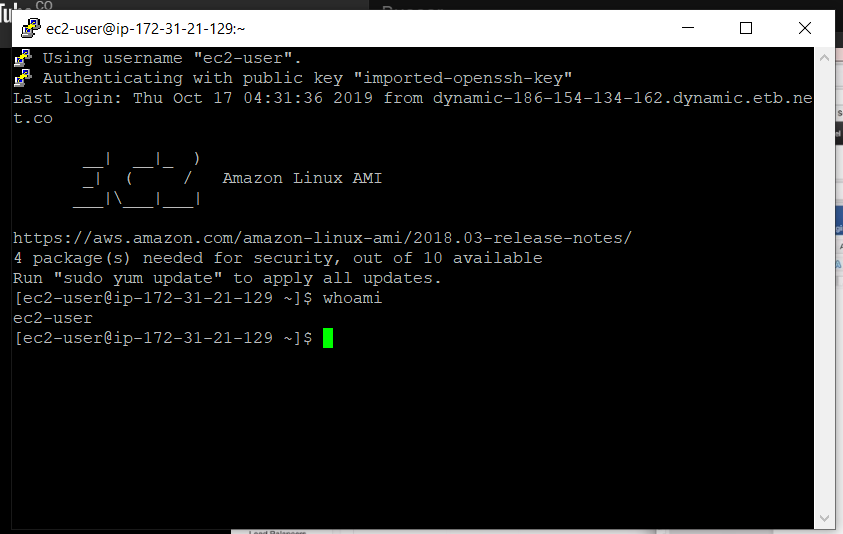 Tube CO
ec2-user@ip-172-31-21-129:~
Using username "ec2-user".
Authenticating with public key "imported-openssh-key"
Last login: Thu Oct 17 04:31:36 2019 from dynamic-186-154-134-162.dynamic.etb.ne
t.co
__|  __|_  )
_|  (     /   Amazon Linux AMI
___|\___|___|
https://aws.amazon.com/amazon-linux-ami/2018.03-release-notes/
4 package(s) needed for security, out of 10 available
Run "sudo yum update" to apply all updates.
[ec2-user@ip-172-31-21-129 ~]$ whoami
ec2-user
[ec2-user@ip-172-31-21-129 ~]$